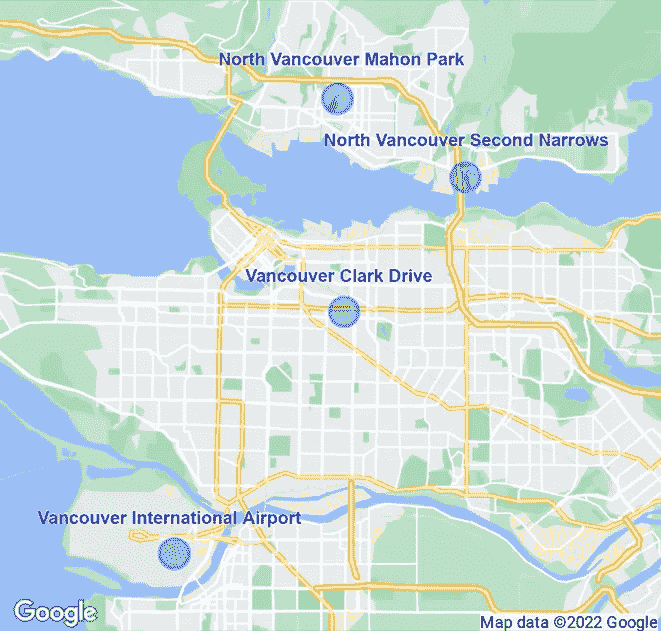 North Vancouver Mahon Park
North Vancouver Second Narrows
Vancouver Clark Drive
Vancouver International Airport
Google
Map data ©2022 Google